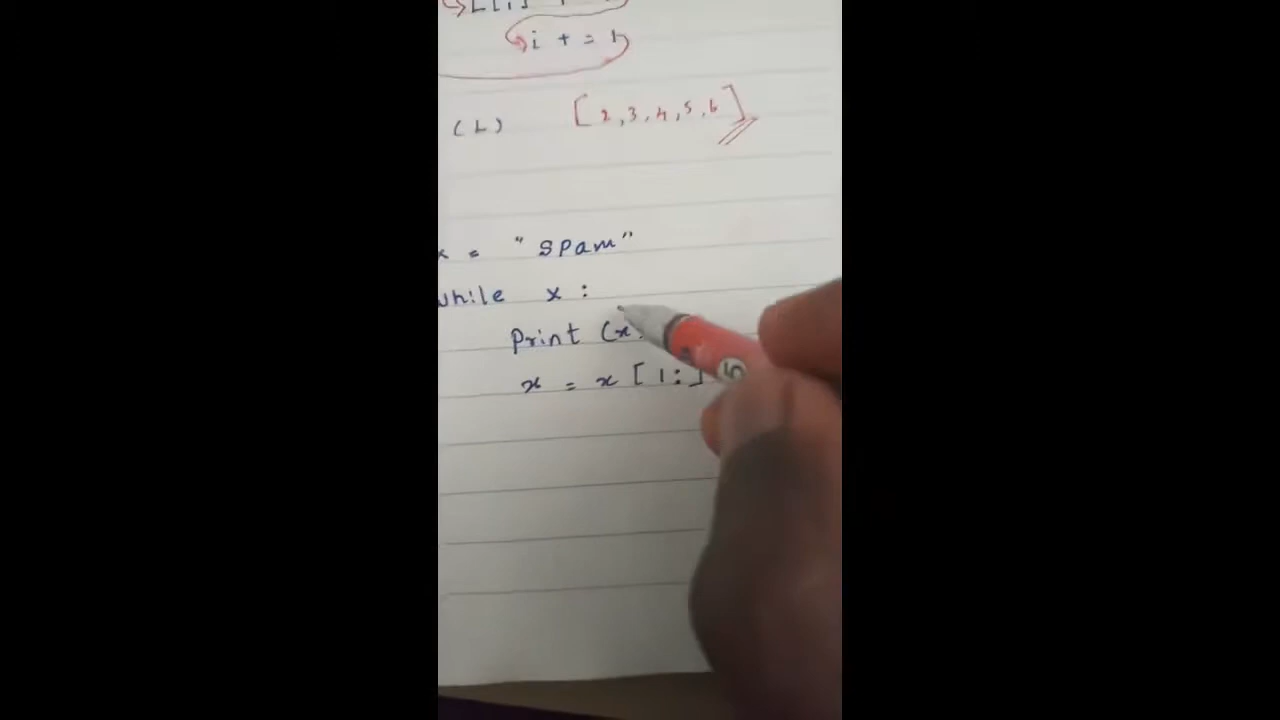 i + = 1
(L) [2,3,4,5,6]
x = "spam"
while x :
print (x
x = x [1:]